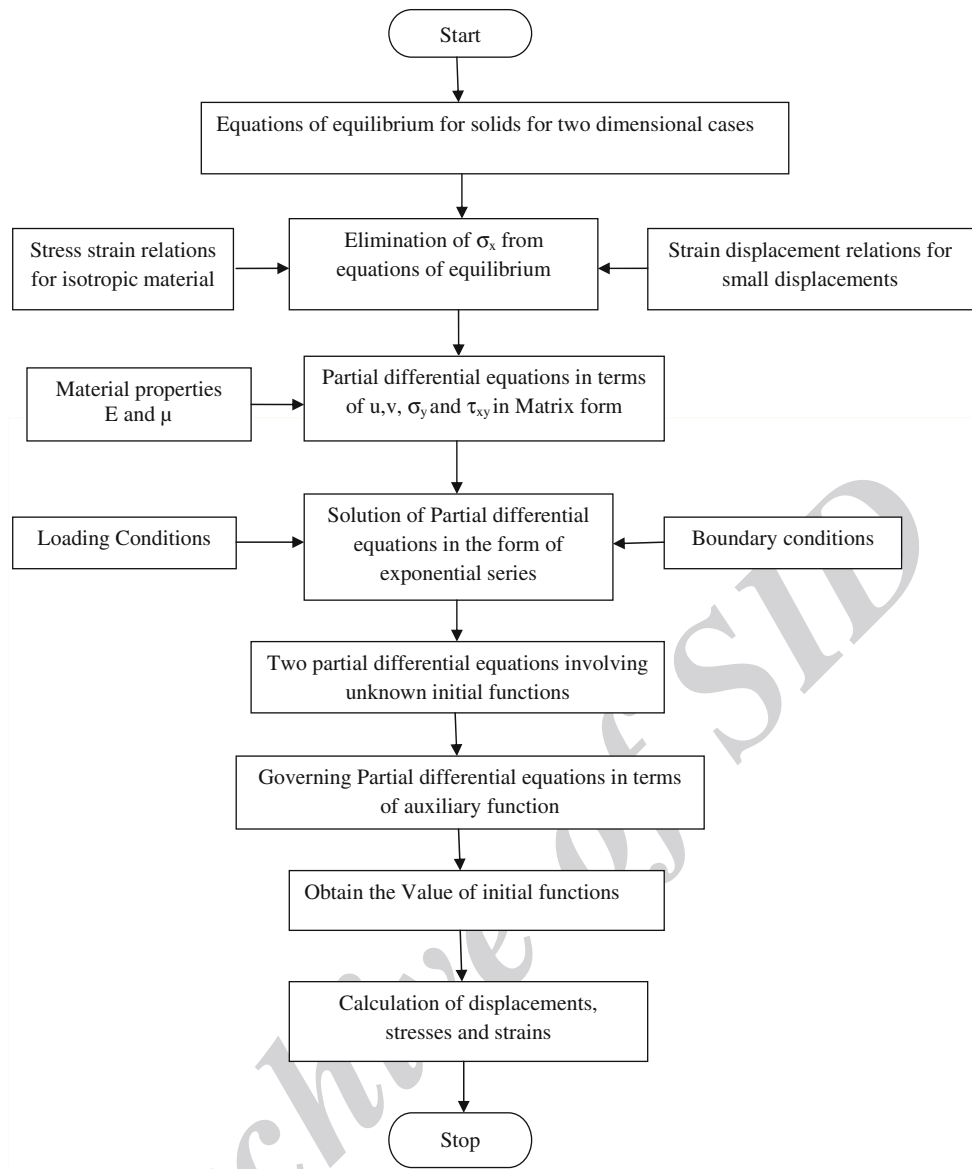 Start
Equations of equilibrium for solids for two dimensional cases
Stress strain relations
for isotropic material
Elimination of σx from
equations of equilibrium
Strain displacement relations for
small displacements
Material properties
E and μ
Partial differential equations in terms
of u,v, σy and τxy in Matrix form
Loading Conditions
Solution of Partial differential
equations in the form of
exponential series
Boundary conditions
Two partial differential equations involving
unknown initial functions
Governing Partial differential equations in terms
of auxiliary function
Obtain the Value of initial functions
Calculation of displacements,
stresses and strains
Stop
chive of SID